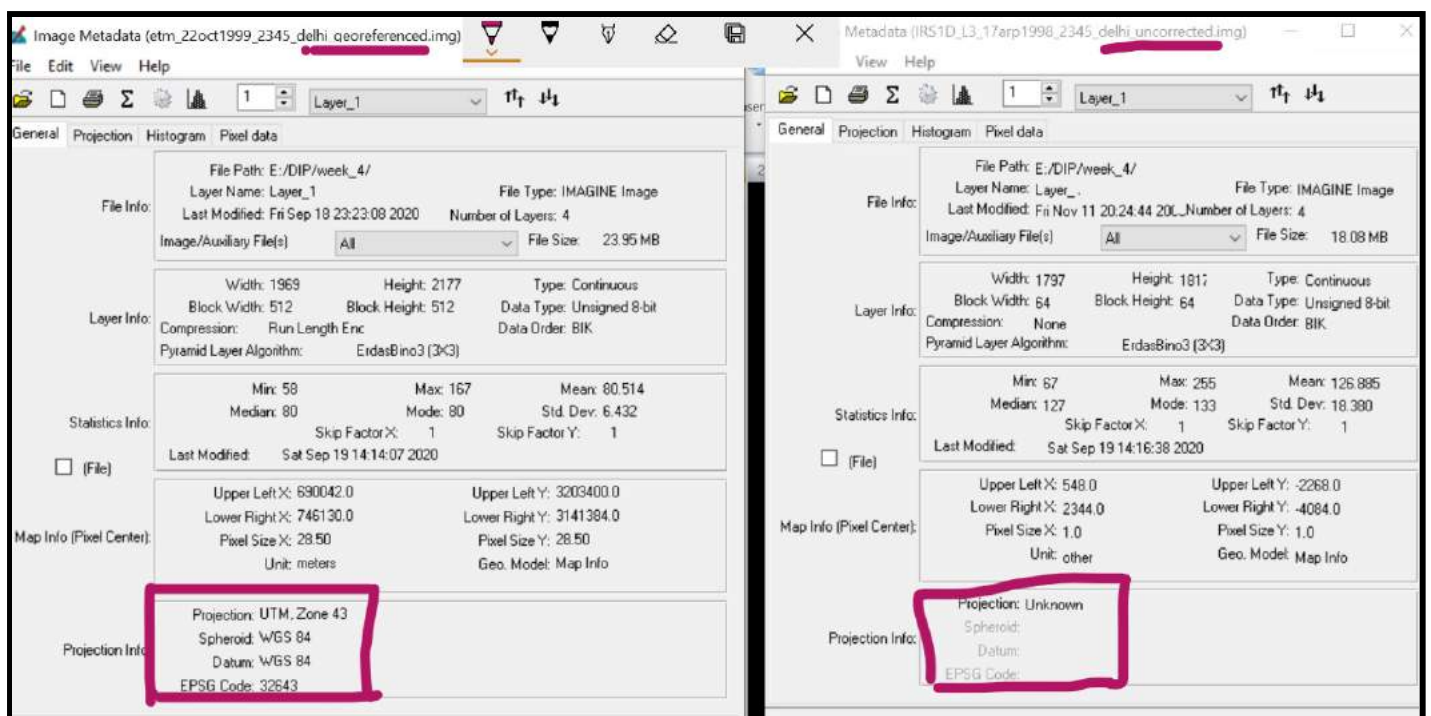 Image Metadata (etm_22oct1999_2345_delhi_georeferenced.img)
File Edit View Help
1 Layer_1
General Projection Histogram Pixel data
File Info:
File Path: E:/DIP/week_4/
Layer Name: Layer_1 File Type: IMAGINE Image
Last Modified: Fri Sep 18 23:23:08 2020 Number of Layers: 4
Image/Auxiliary File(s) All File Size: 23.95 MB
Layer Info:
Width: 1969 Height: 2177 Type: Continuous
Block Width: 512 Block Height: 512 Data Type: Unsigned 8-bit
Compression: Run Length Enc Data Order: BIK
Pyramid Layer Algorithm: ErdasBino3 (3X3)
Statistics Info:
Min: 58 Max: 167 Mean: 80.514
Median: 80 Mode: 80 Std. Dev: 6.432
Skip Factor X: 1 Skip Factor Y: 1
Last Modified: Sat Sep 19 14:14:07 2020
(File)
Map Info (Pixel Center):
Upper Left X: 690042.0 Upper Left Y: 3203400.0
Lower Right X: 746130.0 Lower Right Y: 3141384.0
Pixel Size X: 28.50 Pixel Size Y: 28.50
Unit: meters Geo. Model: Map Info
Projection Info
Projection: UTM, Zone 43
Spheroid: WGS 84
Datum: WGS 84
EPSG Code: 32643
Metadata (IRS1D_L3_17arp1998_2345_delhi_uncorrected.img)
View Help
1 Layer_1
General Projection Histogram Pixel data
File Info:
File Path: E:/DIP/week_4/
Layer Name: Layer_. File Type: IMAGINE Image
Last Modified: Fri Nov 11 20:24:44 Number of Layers: 4
Image/Auxiliary File(s) All File Size: 18.08 MB
Layer Info:
Width: 1797 Height: 1817 Type: Continuous
Block Width: 64 Block Height: 64 Data Type: Unsigned 8-bit
Compression: None Data Order: BIK
Pyramid Layer Algorithm: ErdasBino3 (3X3)
Statistics Info:
Min: 67 Max: 255 Mean: 126.885
Median: 127 Mode: 133 Std. Dev: 18.380
Skip Factor X: 1 Skip Factor Y: 1
Last Modified: Sat Sep 19 14:16:38 2020
(File)
Map Info (Pixel Center):
Upper Left X: 548.0 Upper Left Y: -2268.0
Lower Right X: 2344.0 Lower Right Y: -4084.0
Pixel Size X: 1.0 Pixel Size Y: 1.0
Unit: other Geo. Model: Map Info
Projection Info:
Projection: Unknown
Spheroid:
Datum:
EPSG Code: